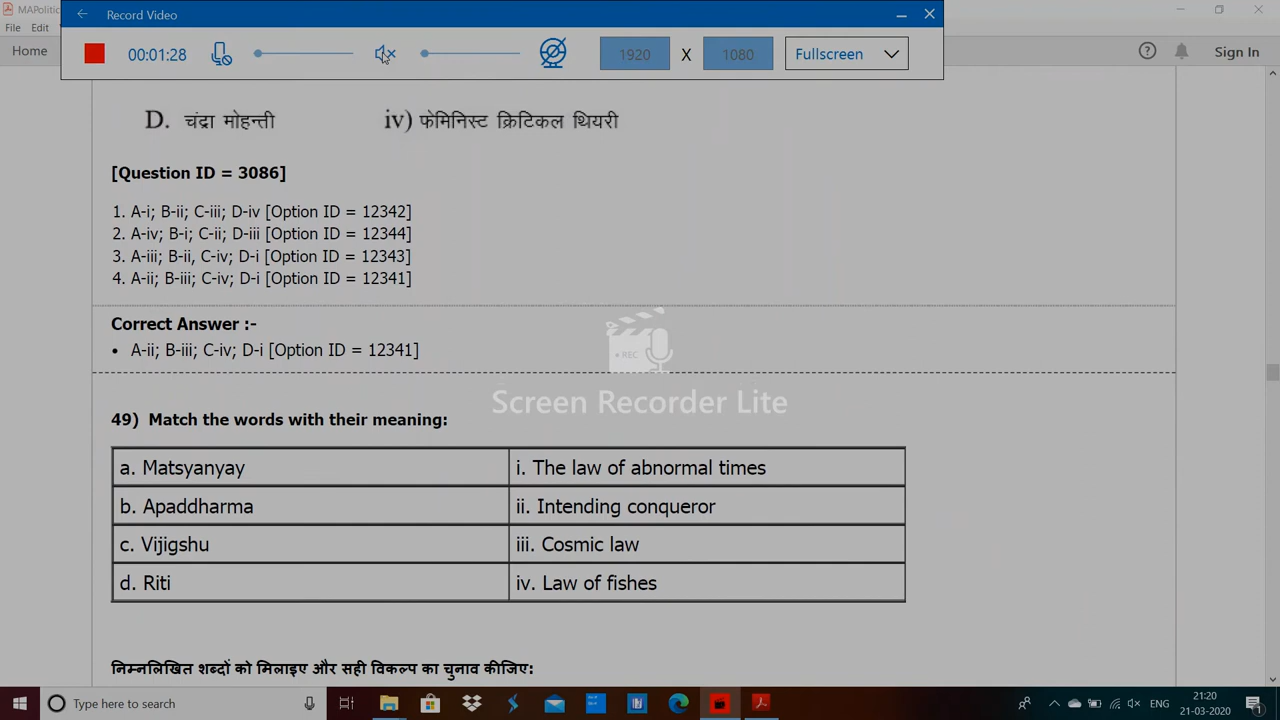 MAPolitic
Record Video
File Edit
00:01:28
1920 X 1080
Fullscreen
Home
Sign In
D. चंद्रा मोहन्ती iv) फेमिनिस्ट क्रिटिकल थियरी
[Question ID = 3086]
1. A-i; B-ii; C-iii; D-iv [Option ID = 12342]
2. A-iv; B-i; C-ii; D-iii [Option ID = 12344]
3. A-iii; B-ii, C-iv; D-i [Option ID = 12343]
4. A-ii; B-iii; C-iv; D-i [Option ID = 12341]
Correct Answer :-
• A-ii; B-iii; C-iv; D-i [Option ID = 12341]
REC
Screen Recorder Lite
49) Match the words with their meaning:
a. Matsyanyay i. The law of abnormal times
b. Apaddharma ii. Intending conqueror
c. Vijigshu iii. Cosmic law
d. Riti iv. Law of fishes
निम्नलिखित शब्दों को मिलाइए और सही विकल्प का चुनाव कीजिए:
Type here to search
ENG
21:20
21-03-2020
1